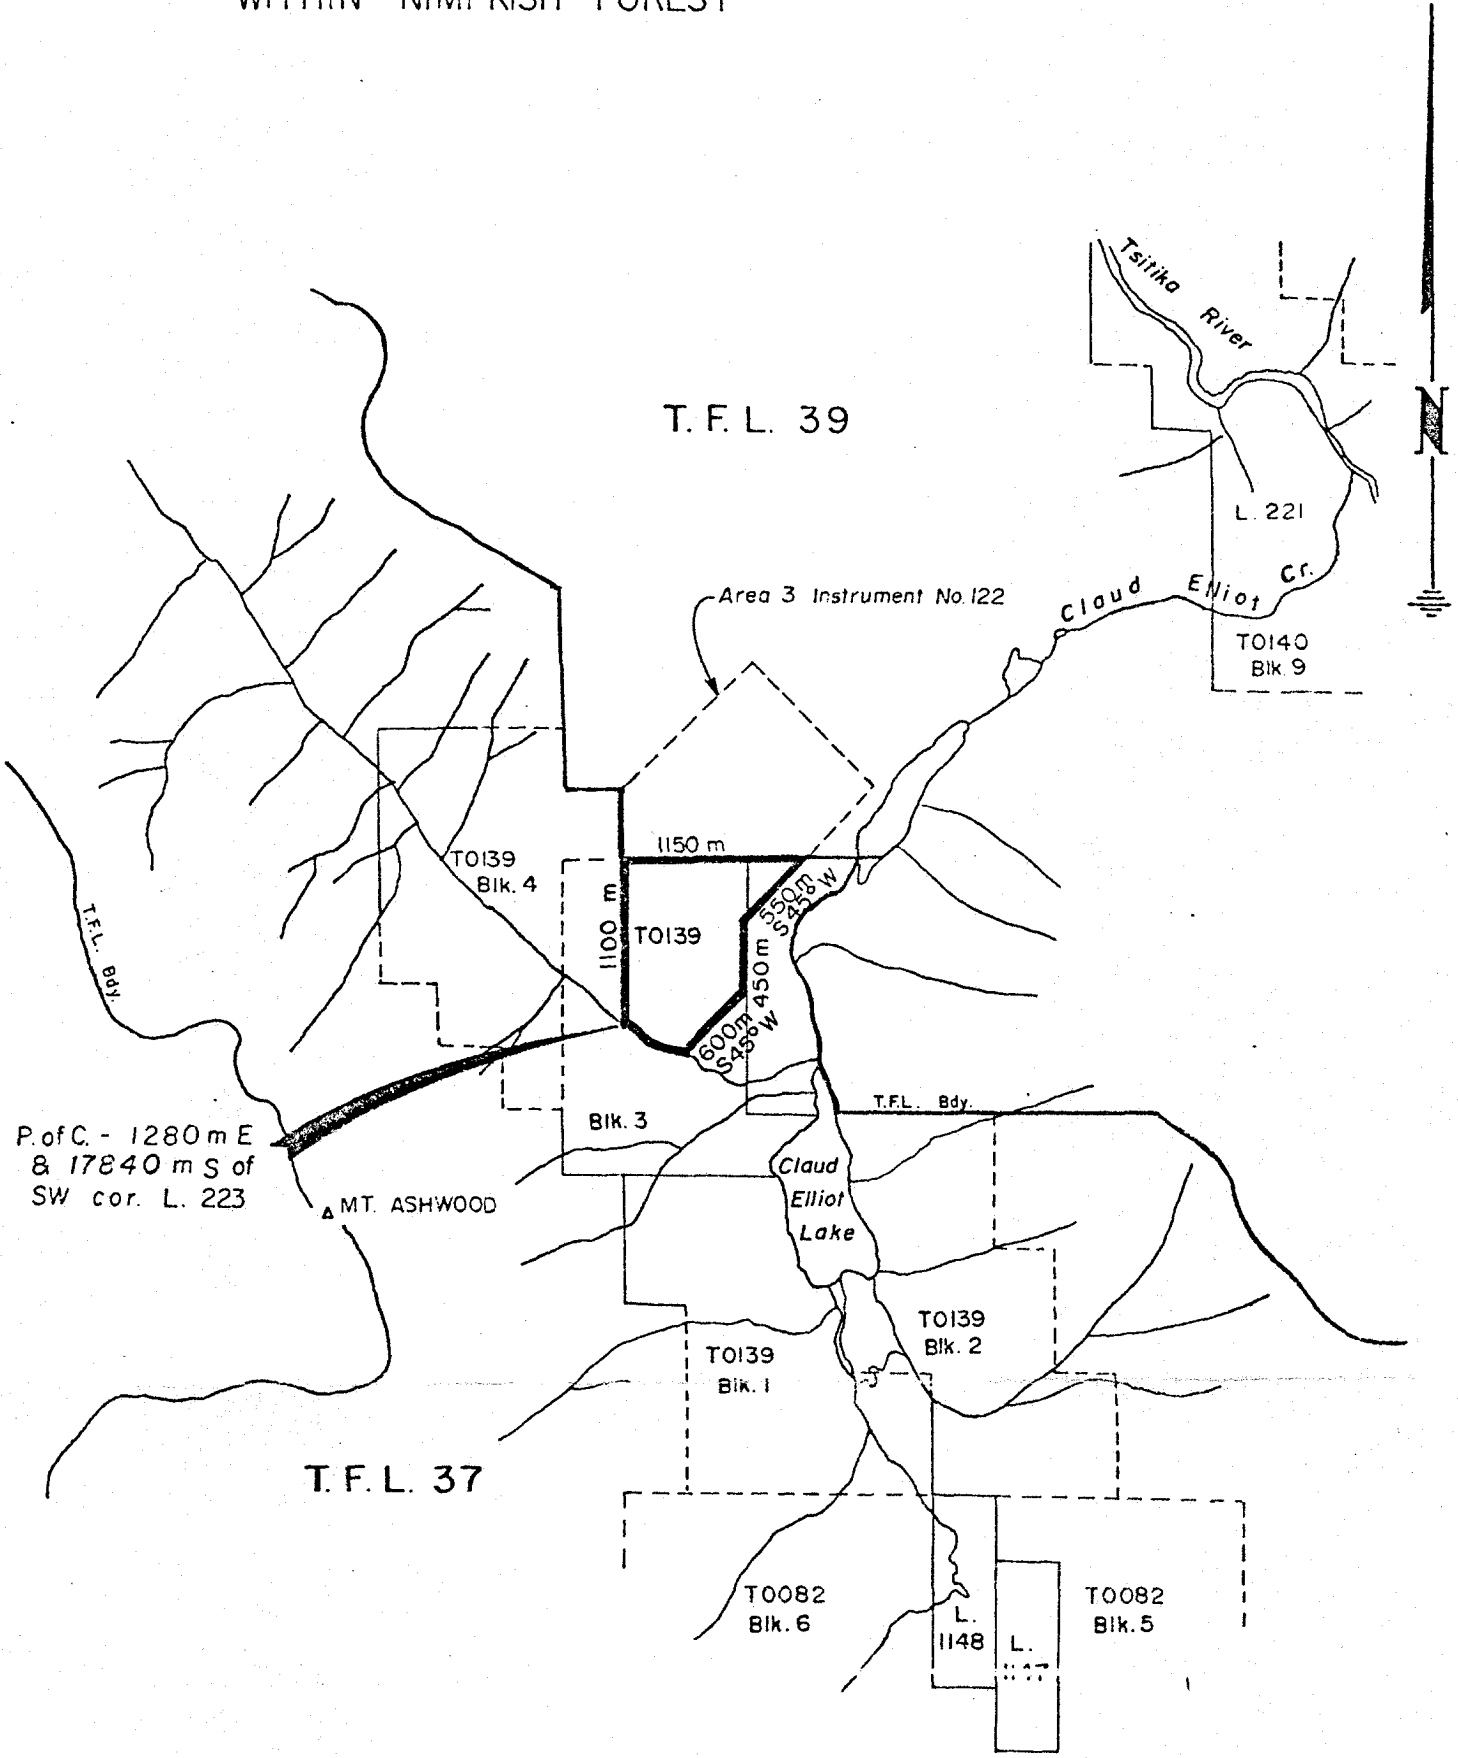 WITHIN NIMPKISH FOREST
Tsitika
River
T. F. L. 39
N
L. 221
Area 3 Instrument No. 122
Claud Elliot Cr.
T0140
Blk. 9
1150 m
T0139
Blk. 4
550 m
S 45° W
1100 m
T0139
450 m
T.F.L. Bdy.
600 m
S 45° W
T.F.L. Bdy.
Blk. 3
P. of C. - 1280 m E
& 17840 m S of
SW cor. L. 223
MT. ASHWOOD
Claud
Elliot
Lake
T0139
Blk. 2
T0139
Blk. 1
T. F. L. 37
T0082
Blk. 6
L.
1148
L.
T0082
Blk. 5